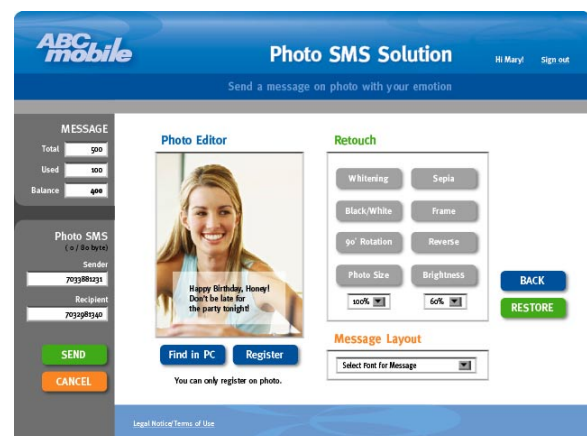 ABC mobile
Photo SMS Solution
Hi Mary!
Sign out
Send a message on photo with your emotion
MESSAGE
Total 500
Used 100
Balance 400
Photo SMS
( 0 / 80 byte)
Sender
7033881231
Recipient
7032981340
SEND
CANCEL
Photo Editor
Happy Birthday, Honey!
Don't be late for
the party tonight!
Find in PC
Register
You can only register on photo.
Retouch
Whitening
Sepia
Black/White
Frame
90° Rotation
Reverse
Photo Size
Brightness
100%
60%
Message Layout
Select Font for Message
BACK
RESTORE
Legal Notice/Terms of Use